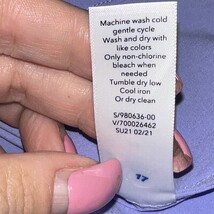 Machine wash cold
gentle cycle
Wash and dry with
like colors
Only non-chlorine
bleach when
needed
Tumble dry low
Cool iron
Or dry clean
S/980636-00
V/700026462
SU21 02/21
17